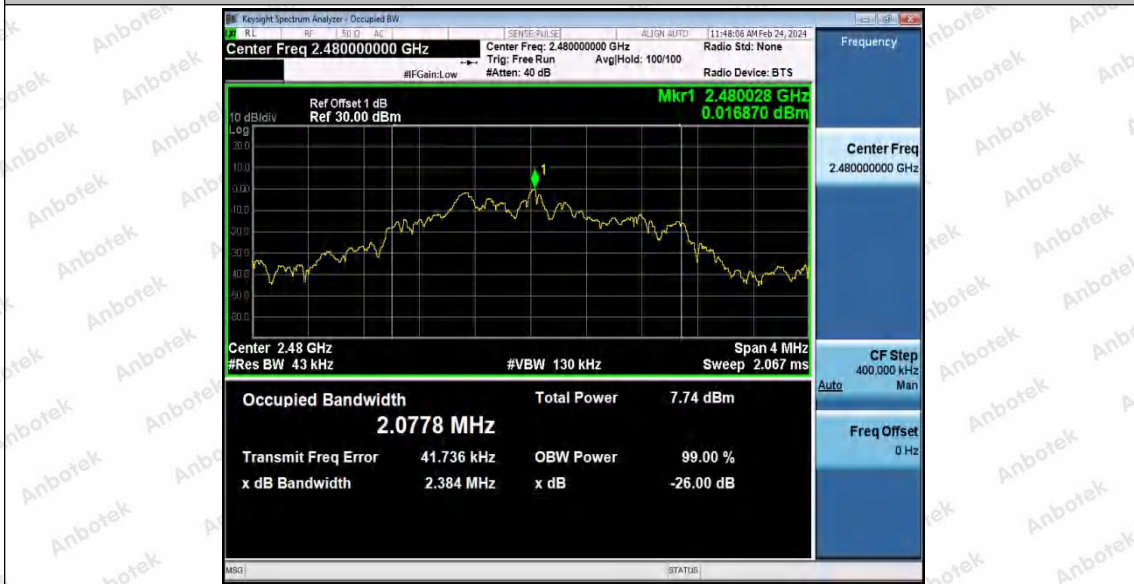 Keysight Spectrum Analyzer - Occupied BW
RL RF 50 Ω AC SENSE:PULSE ALIGN AUTO 11:48:06 AM Feb 24, 2024
Center Freq 2.480000000 GHz
Center Freq: 2.480000000 GHz
Radio Std: None
Trig: Free Run Avg|Hold: 100/100
#IFGain:Low
#Atten: 40 dB
Radio Device: BTS
Frequency
Mkr1 2.480028 GHz
0.016870 dBm
Ref Offset 1 dB
10 dB/div Ref 30.00 dBm
Log
20.0
10.0
0.00
-10.0
-20.0
-30.0
-40.0
-50.0
-60.0
1
Center 2.48 GHz
Span 4 MHz
#Res BW 43 kHz
#VBW 130 kHz
Sweep 2.067 ms
Occupied Bandwidth
2.0778 MHz
Total Power 7.74 dBm
Transmit Freq Error 41.736 kHz
OBW Power 99.00 %
x dB Bandwidth 2.384 MHz
x dB -26.00 dB
Center Freq
2.480000000 GHz
CF Step
400.000 kHz
Auto Man
Freq Offset
0 Hz
MSG
STATUS
Anbotek